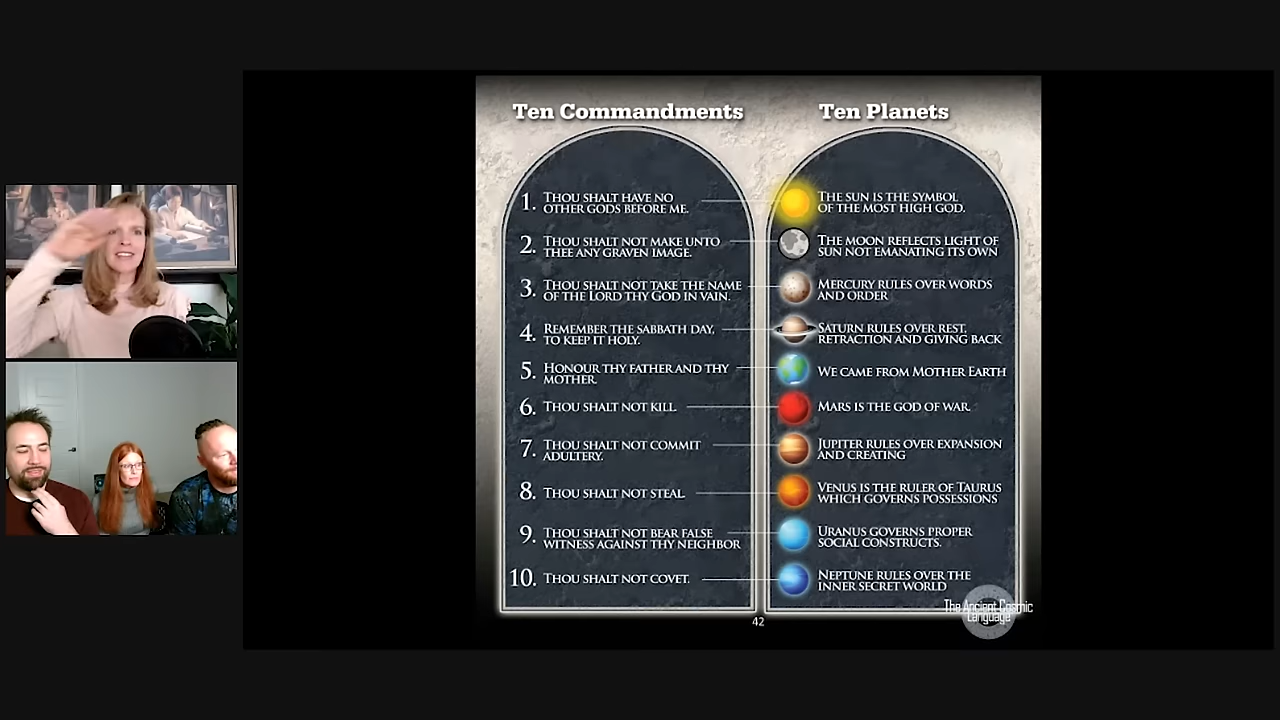 Ten Commandments
1. THOU SHALT HAVE NO
OTHER GODS BEFORE ME.
2. THOU SHALT NOT MAKE UNTO
THEE ANY GRAVEN IMAGE.
3. THOU SHALT NOT TAKE THE NAME
OF THE LORD THY GOD IN VAIN.
4. REMEMBER THE SABBATH DAY,
TO KEEP IT HOLY.
5. HONOUR THY FATHER AND THY
MOTHER.
6. THOU SHALT NOT KILL.
7. THOU SHALT NOT COMMIT
ADULTERY.
8. THOU SHALT NOT STEAL.
9. THOU SHALT NOT BEAR FALSE
WITNESS AGAINST THY NEIGHBOR
10. THOU SHALT NOT COVET.
Ten Planets
THE SUN IS THE SYMBOL
OF THE MOST HIGH GOD.
THE MOON REFLECTS LIGHT OF
SUN NOT EMANATING ITS OWN
MERCURY RULES OVER WORDS
AND ORDER
SATURN RULES OVER REST,
RETRACTION AND GIVING BACK
WE CAME FROM MOTHER EARTH
MARS IS THE GOD OF WAR.
JUPITER RULES OVER EXPANSION
AND CREATING
VENUS IS THE RULER OF TAURUS
WHICH GOVERNS POSSESSIONS
URANUS GOVERNS PROPER
SOCIAL CONSTRUCTS.
NEPTUNE RULES OVER THE
INNER SECRET WORLD
The Ancient Cosmic
Language
42